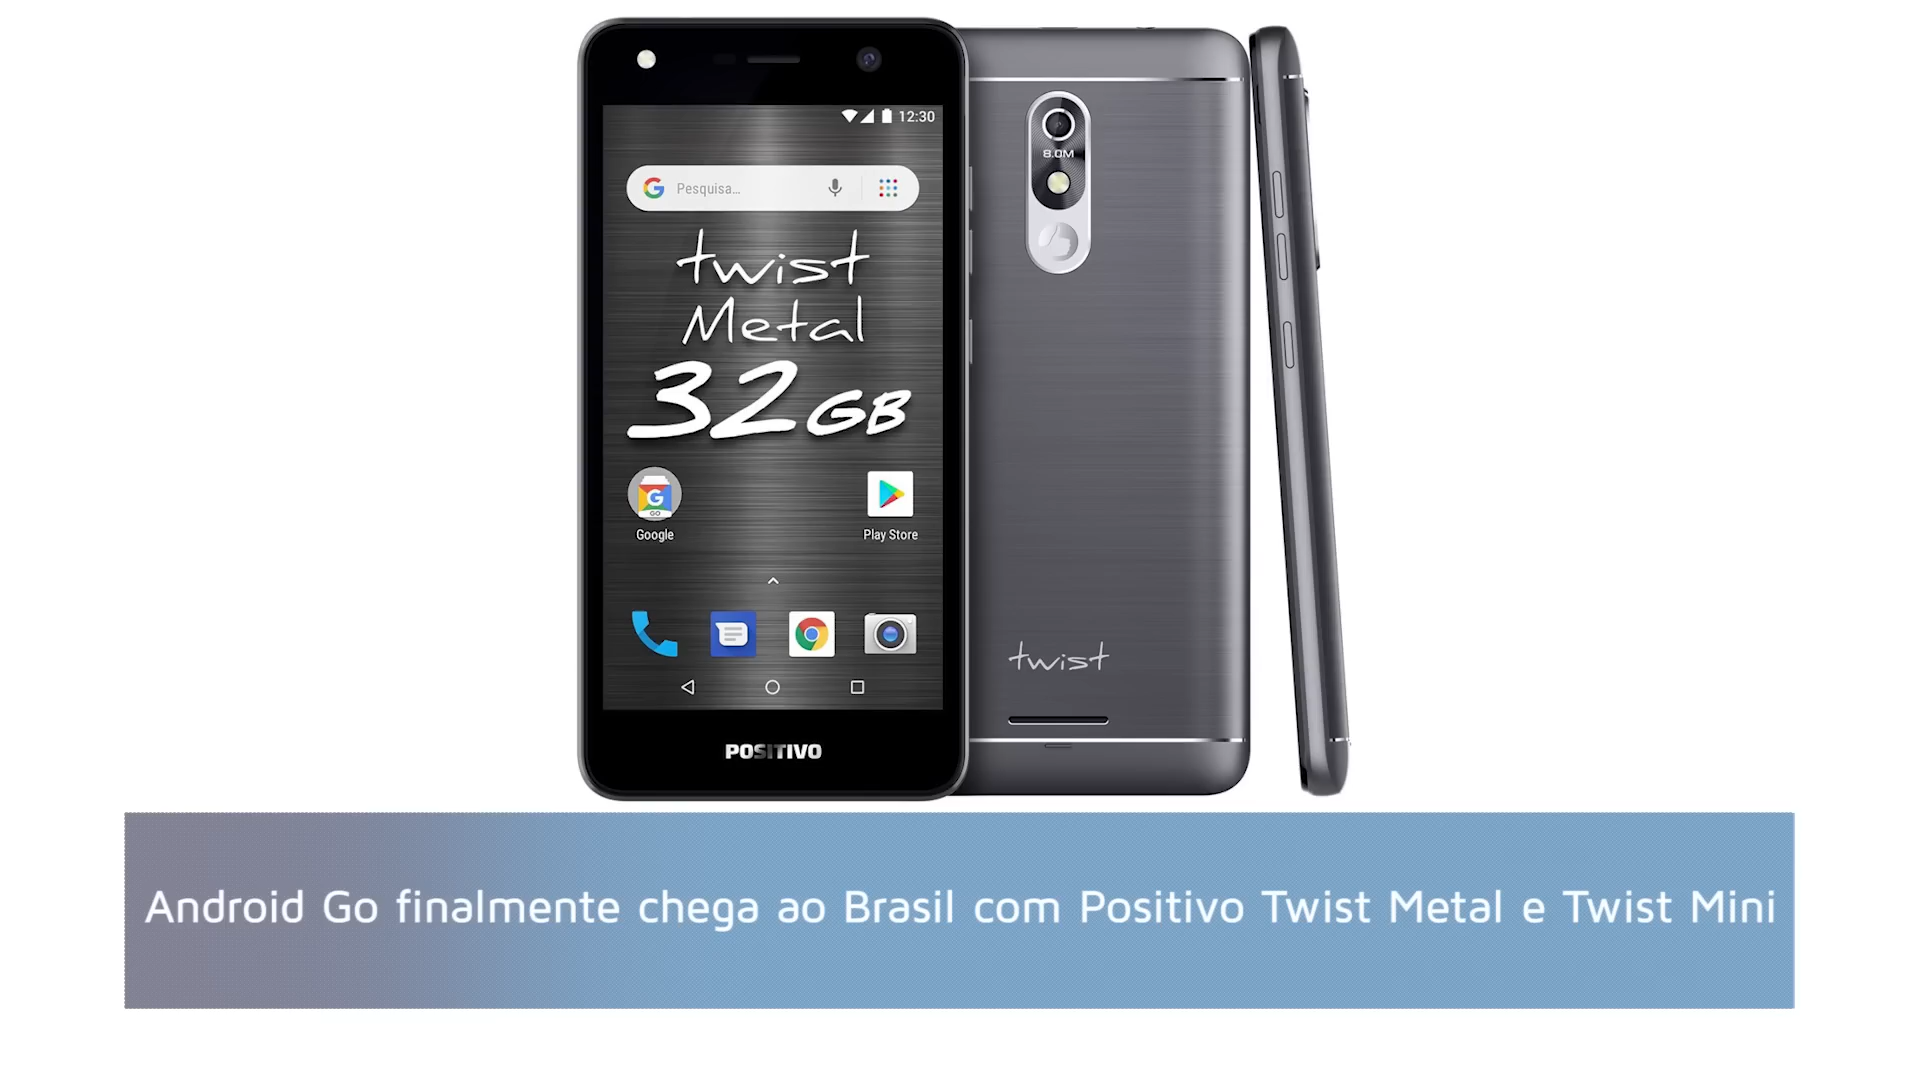 12:30
Pesquisa...
twist
Metal
32GB
GO
Google
Play Store
POSITIVO
8.0M
twist
Android Go finalmente chega ao Brasil com Positivo Twist Metal e Twist Mini